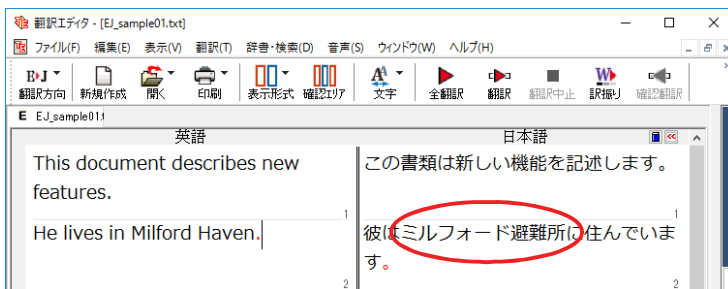 翻訳エディタ - [EJ_sample01.txt]
ファイル(F) 編集(E) 表示(V) 翻訳(T) 辞書・検索(D) 音声(S) ウィンドウ(W) ヘルプ(H)
E›J
翻訳方向 新規作成 開く 印刷 表示形式 確認エリア 文字 全翻訳 翻訳 翻訳中止 訳振り 確認翻訳
E EJ_sample01.t
英語 日本語
This document describes new
features.
1
この書類は新しい機能を記述します。
1
He lives in Milford Haven.
2
彼はミルフォード避難所に住んでいま
す。
2